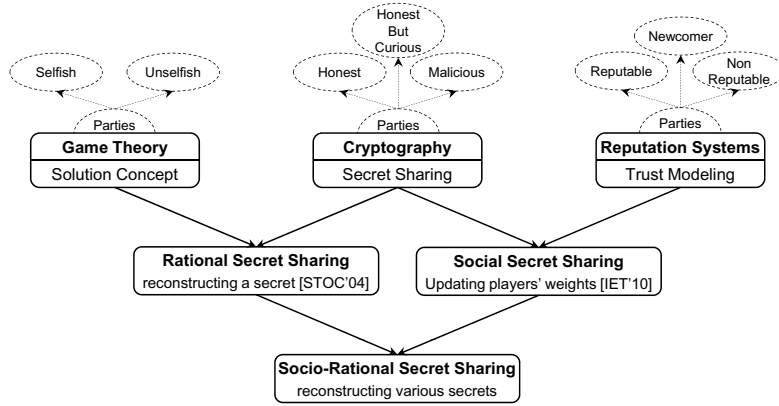 Honest
But
Curious
Newcomer
Selfish
Unselfish
Honest
Malicious
Reputable
Non
Reputable
Parties
Parties
Parties
Game Theory
Solution Concept
Cryptography
Secret Sharing
Reputation Systems
Trust Modeling
Rational Secret Sharing
reconstructing a secret [STOC'04]
Social Secret Sharing
Updating players' weights [IET'10]
Socio-Rational Secret Sharing
reconstructing various secrets